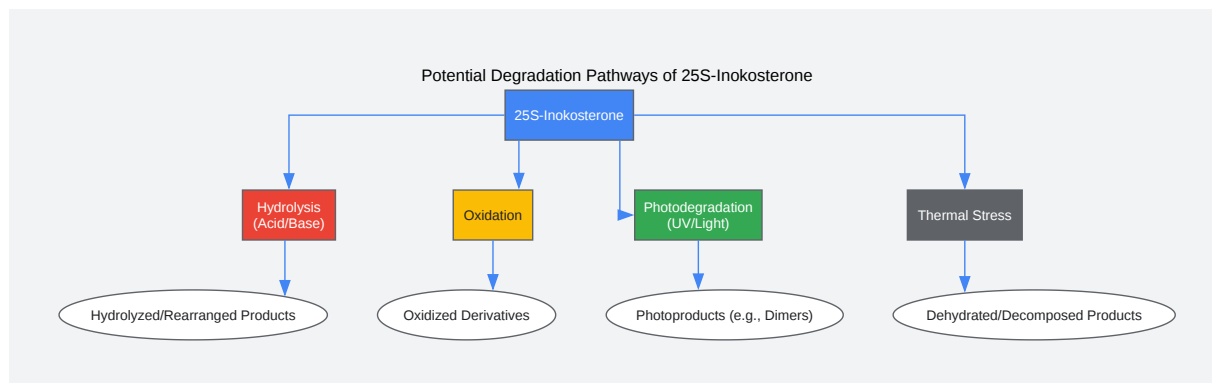 Potential Degradation Pathways of 25S-Inokosterone
25S-Inokosterone
Hydrolysis
(Acid/Base)
Oxidation
Photodegradation
(UV/Light)
Thermal Stress
Hydrolyzed/Rearranged Products
Oxidized Derivatives
Photoproducts (e.g., Dimers)
Dehydrated/Decomposed Products